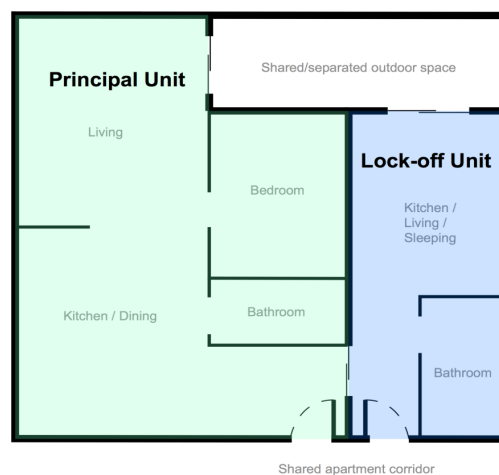 Shared/separated outdoor space
Principal Unit
Living
Lock-off Unit
Bedroom
Kitchen /
Living /
Sleeping
Kitchen / Dining
Bathroom
Bathroom
Shared apartment corridor